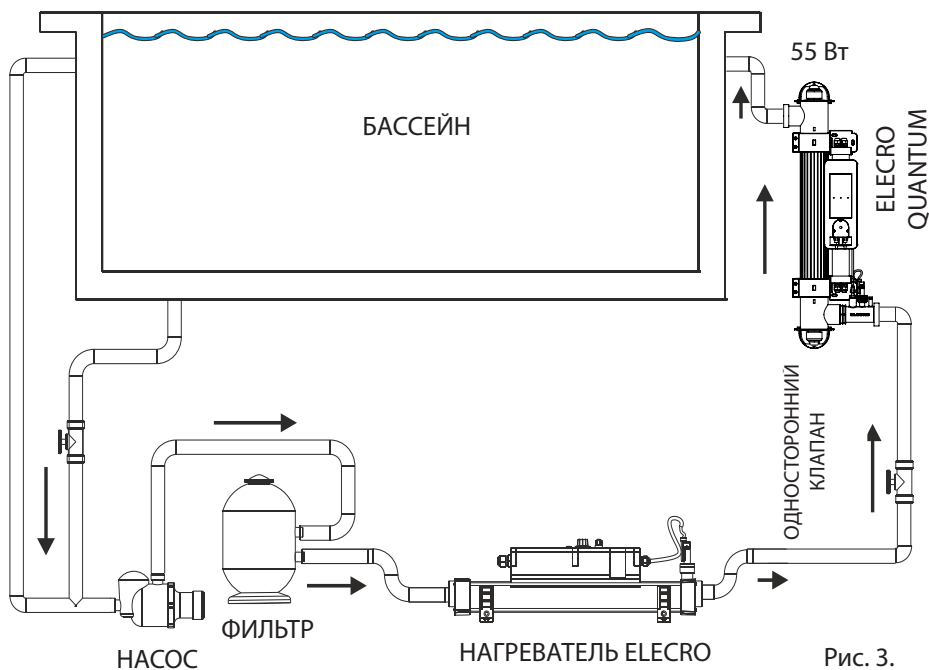 55 Вт
БАССЕЙН
ELECRO
QUANTUM
ОДНОСТОРОННИЙ
КЛАПАН
ФИЛЬТР
НАСОС
НАГРЕВАТЕЛЬ ELECRO
Рис. 3.